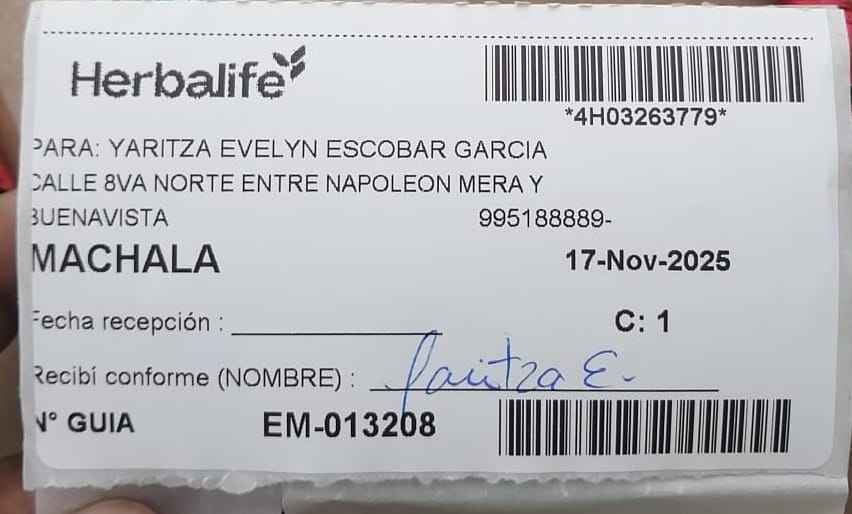 Herbalife
*4H03263779*
PARA: YARITZA EVELYN ESCOBAR GARCIA
CALLE 8VA NORTE ENTRE NAPOLEON MERA Y
BUENAVISTA 995188889-
MACHALA 17-Nov-2025
Fecha recepción : C: 1
Recibí conforme (NOMBRE) : Yaritza E.
N° GUIA EM-013208